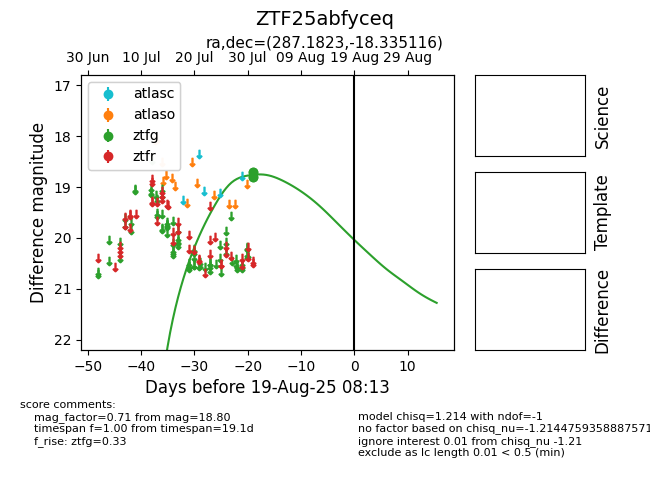 ZTF25abfyceq
ra,dec=(287.1823,-18.335116)
30 Jun 10 Jul 20 Jul 30 Jul 09 Aug 19 Aug 29 Aug
17
18
19
20
21
22
Difference magnitude
atlasc
atlaso
ztfg
ztfr
−50 −40 −30 −20 −10 0 10
Days before 19-Aug-25 08:13
Science
Template
Difference
score comments:
mag_factor=0.71 from mag=18.80
timespan f=1.00 from timespan=19.1d
f_rise: ztfg=0.33
model chisq=1.214 with ndof=-1
no factor based on chisq_nu=-1.2144759358887571
ignore interest 0.01 from chisq_nu -1.21
exclude as lc length 0.01 < 0.5 (min)